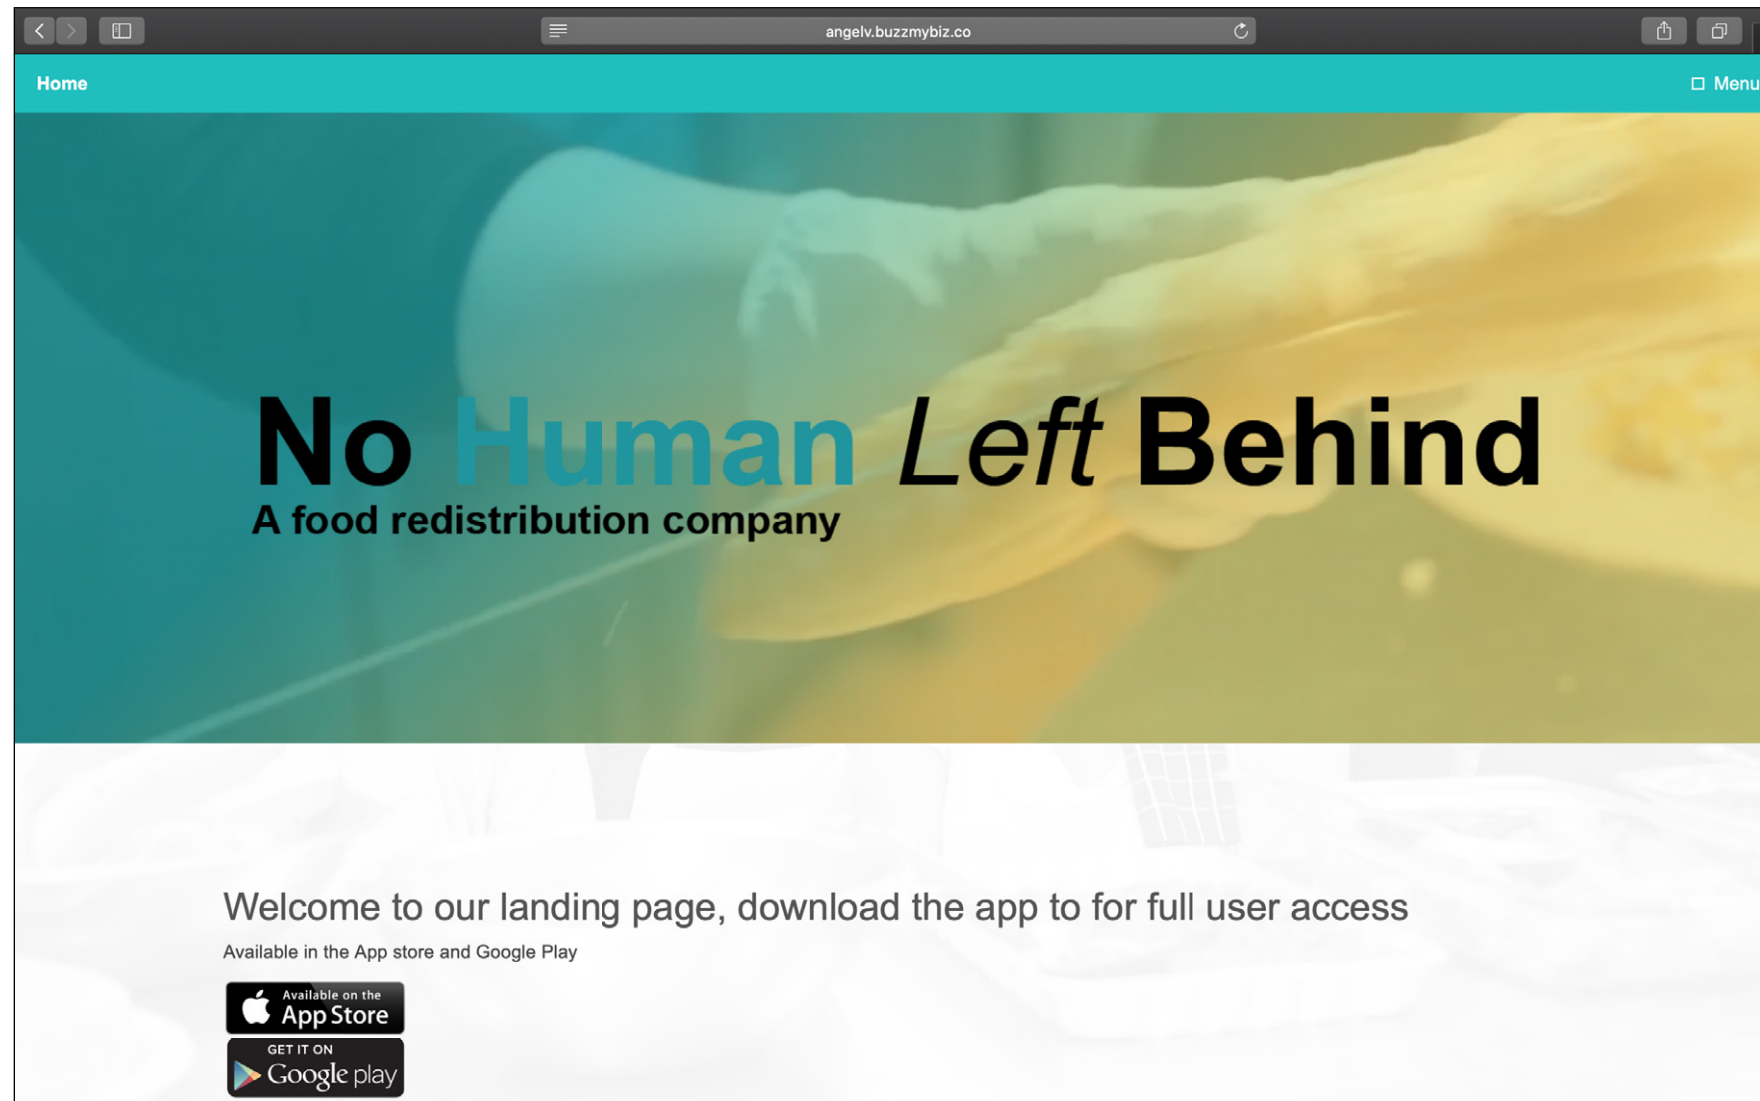 angelv.buzzmybiz.co
Home
Menu
No Human Left Behind
A food redistribution company
Welcome to our landing page, download the app to for full user access
Available in the App store and Google Play
Available on the
App Store
GET IT ON
Google play